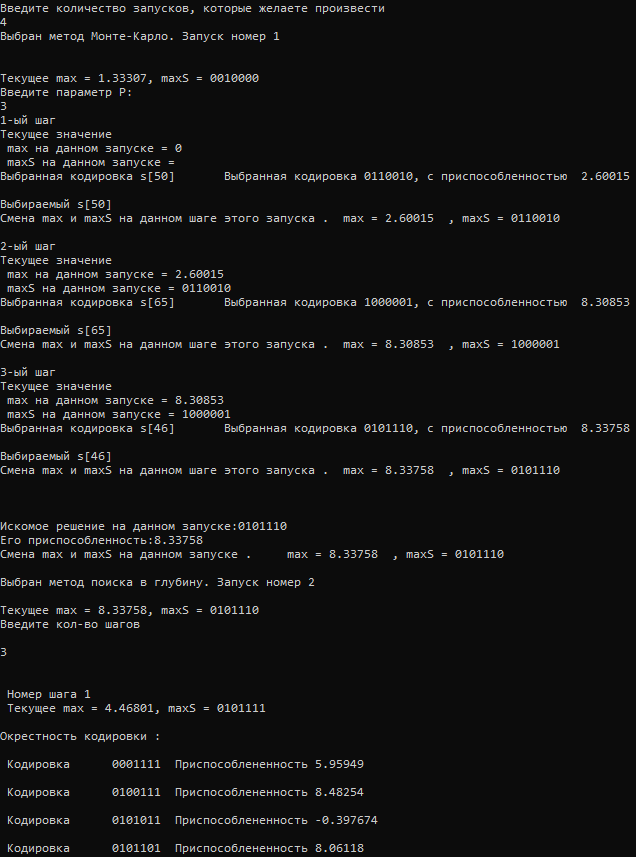 Введите количество запусков, которые желаете произвести
4
Выбран метод Монте-Карло. Запуск номер 1
Текущее max = 1.33307, maxS = 0010000
Введите параметр P:
3
1-ый шаг
Текущее значение
max на данном запуске = 0
maxS на данном запуске =
Выбранная кодировка s[50] Выбранная кодировка 0110010, с приспособленностью 2.60015
Выбираемый s[50]
Смена max и maxS на данном шаге этого запуска . max = 2.60015 , maxS = 0110010
2-ый шаг
Текущее значение
max на данном запуске = 2.60015
maxS на данном запуске = 0110010
Выбранная кодировка s[65] Выбранная кодировка 1000001, с приспособленностью 8.30853
Выбираемый s[65]
Смена max и maxS на данном шаге этого запуска . max = 8.30853 , maxS = 1000001
3-ый шаг
Текущее значение
max на данном запуске = 8.30853
maxS на данном запуске = 1000001
Выбранная кодировка s[46] Выбранная кодировка 0101110, с приспособленностью 8.33758
Выбираемый s[46]
Смена max и maxS на данном шаге этого запуска . max = 8.33758 , maxS = 0101110
Искомое решение на данном запуске:0101110
Его приспособленность:8.33758
Смена max и maxS на данном запуске . max = 8.33758 , maxS = 0101110
Выбран метод поиска в глубину. Запуск номер 2
Текущее max = 8.33758, maxS = 0101110
Введите кол-во шагов
3
Номер шага 1
Текущее max = 4.46801, maxS = 0101111
Окрестность кодировки :
Кодировка 0001111 Приспособлененность 5.95949
Кодировка 0100111 Приспособлененность 8.48254
Кодировка 0101011 Приспособлененность -0.397674
Кодировка 0101101 Приспособлененность 8.06118